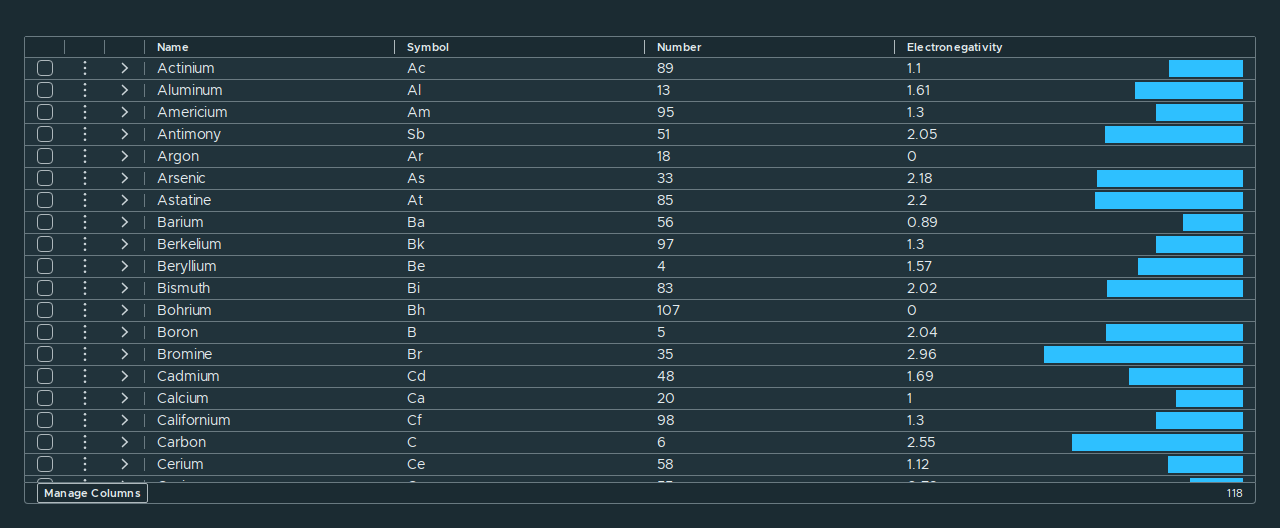 Name Symbol Number Electronegativity
Actinium Ac 89 1.1
Aluminum Al 13 1.61
Americium Am 95 1.3
Antimony Sb 51 2.05
Argon Ar 18 0
Arsenic As 33 2.18
Astatine At 85 2.2
Barium Ba 56 0.89
Berkelium Bk 97 1.3
Beryllium Be 4 1.57
Bismuth Bi 83 2.02
Bohrium Bh 107 0
Boron B 5 2.04
Bromine Br 35 2.96
Cadmium Cd 48 1.69
Calcium Ca 20 1
Californium Cf 98 1.3
Carbon C 6 2.55
Cerium Ce 58 1.12
Manage Columns 118